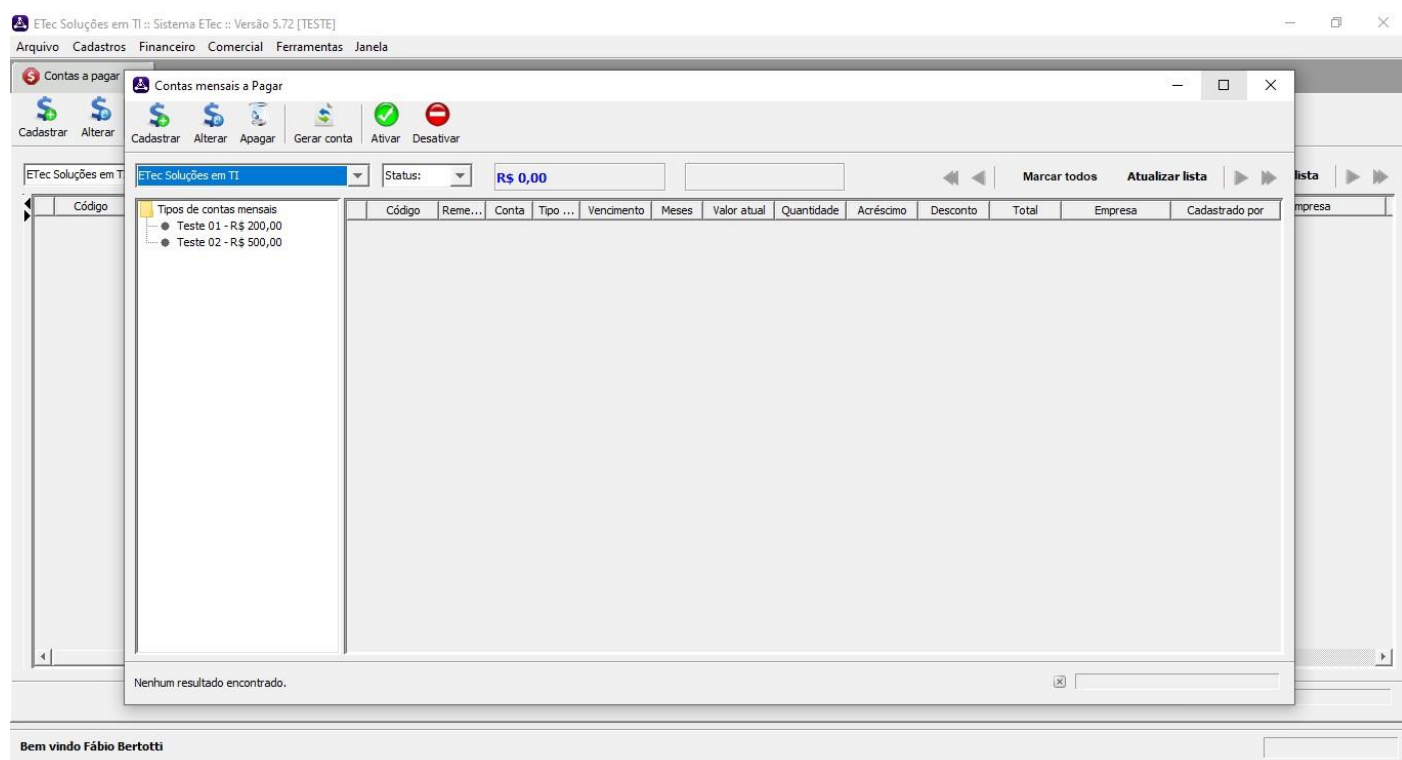 ETec Soluções em TI :: Sistema ETec :: Versão 5.72 [TESTE]
Arquivo Cadastros Financeiro Comercial Ferramentas Janela
Contas a pagar
Cadastrar Alterar
ETec Soluções em T
Código
lista
mpresa
Contas mensais a Pagar
Cadastrar Alterar Apagar Gerar conta Ativar Desativar
ETec Soluções em TI Status: R$ 0,00 Marcar todos Atualizar lista
Tipos de contas mensais
Teste 01 - R$ 200,00
Teste 02 - R$ 500,00
Código Reme... Conta Tipo ... Vencimento Meses Valor atual Quantidade Acréscimo Desconto Total Empresa Cadastrado por
Nenhum resultado encontrado.
Bem vindo Fábio Bertotti